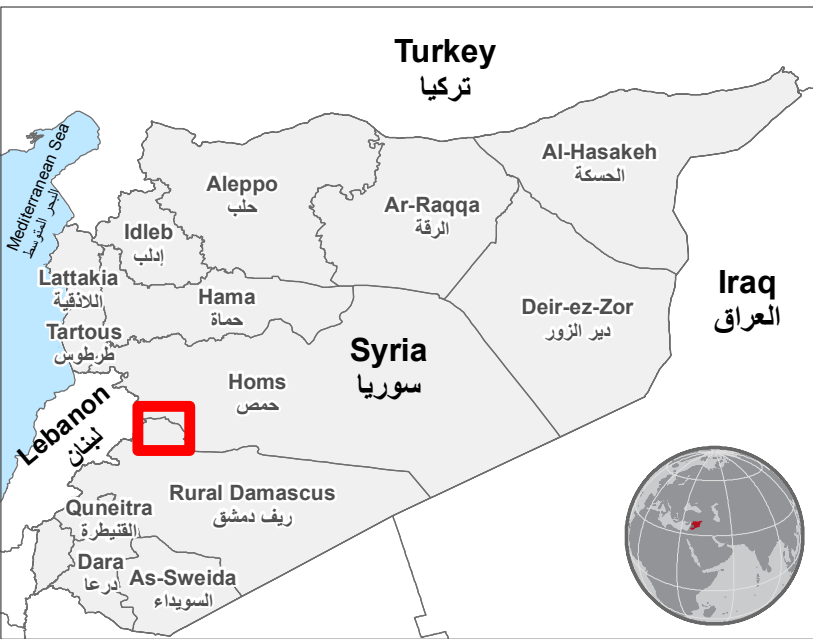 Turkey
تركيا
Mediterranean Sea
البحر المتوسط
Al-Hasakeh
الحسكة
Aleppo
حلب
Ar-Raqqa
الرقة
Idleb
إدلب
Lattakia
اللاذقية
Hama
حماة
Deir-ez-Zor
دير الزور
Iraq
العراق
Tartous
طرطوس
Syria
سوريا
Homs
حمص
Lebanon
لبنان
Rural Damascus
ريف دمشق
Quneitra
القنيطرة
Dara
درعا
As-Sweida
السويداء